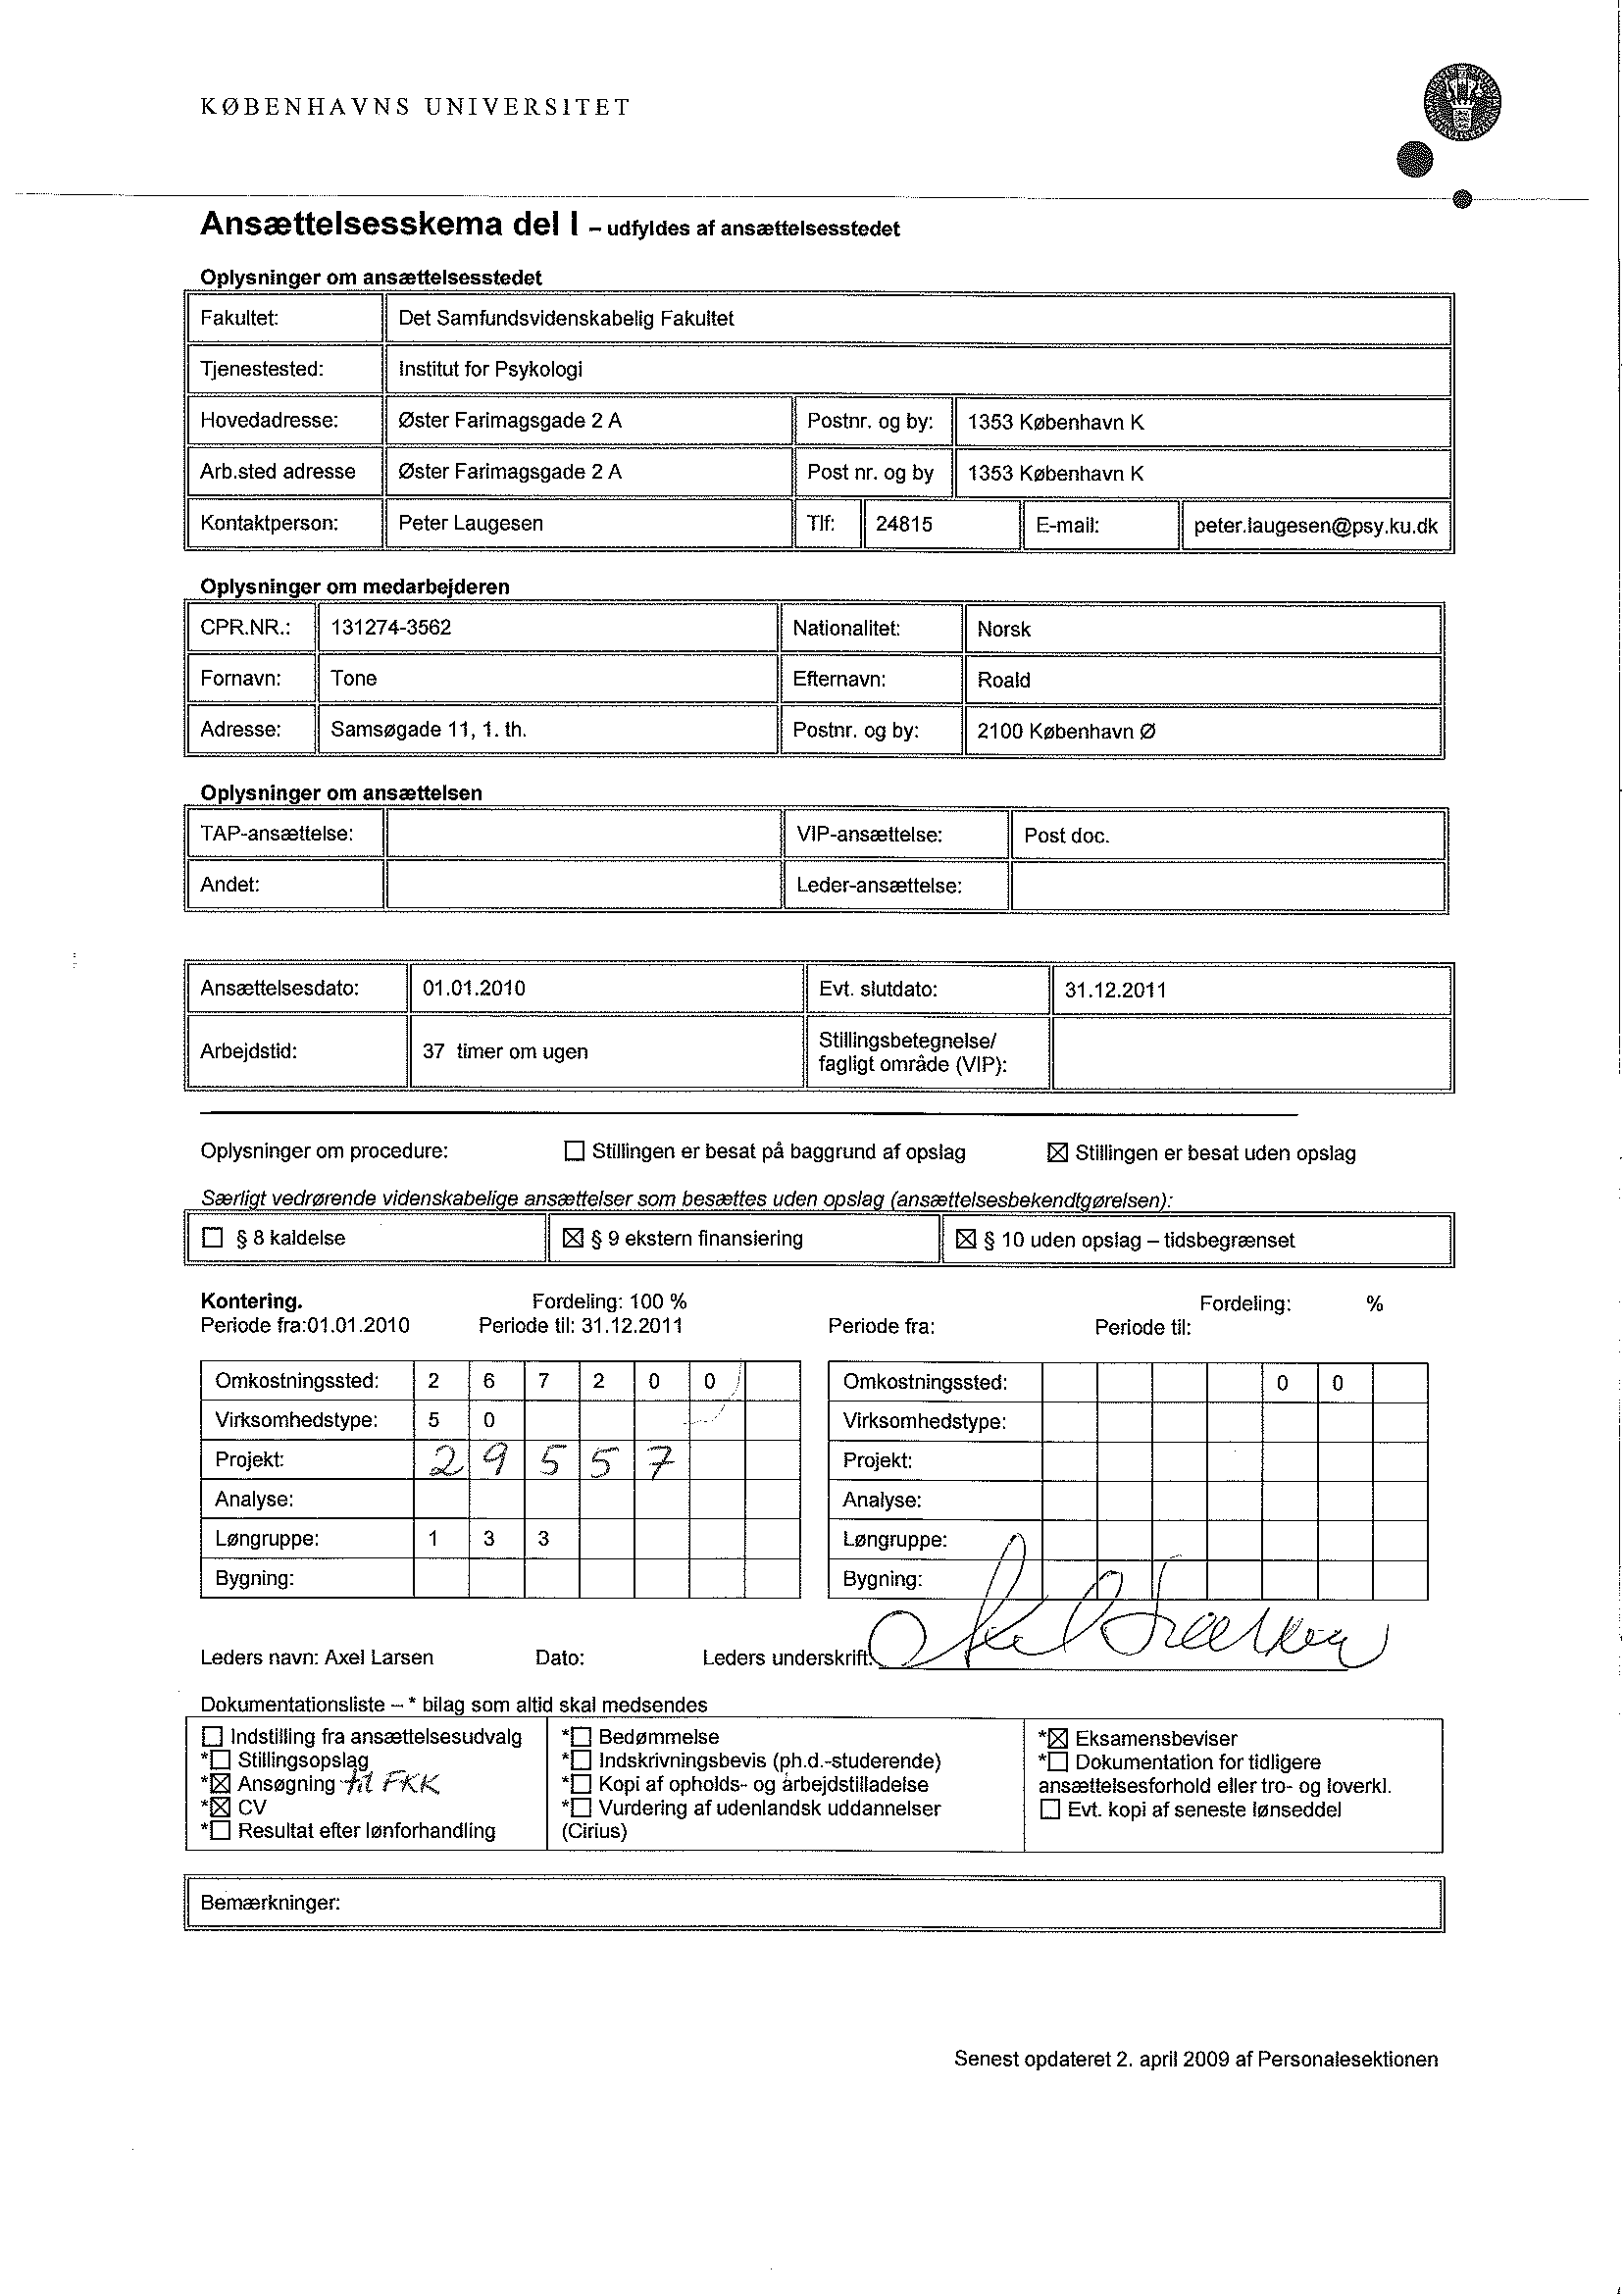 KØBENHAVNS UNIVERSITET
Ansættelsesskema del I – udfyldes af ansættelsesstedet
Oplysninger om ansættelsesstedet
Fakultet: Det Samfundsvidenskabelig Fakultet
Tjenestested: Institut for Psykologi
Hovedadresse: Øster Farimagsgade 2 A Postnr. og by: 1353 København K
Arb.sted adresse Øster Farimagsgade 2 A Post nr. og by 1353 København K
Kontaktperson: Peter Laugesen Tlf: 24815 E-mail: peter.laugesen@psy.ku.dk
Oplysninger om medarbejderen
CPR.NR.: 131274-3562 Nationalitet: Norsk
Fornavn: Tone Efternavn: Roald
Adresse: Samsøgade 11, 1. th. Postnr. og by: 2100 København Ø
Oplysninger om ansættelsen
TAP-ansættelse: VIP-ansættelse: Post doc.
Andet: Leder-ansættelse:
Ansættelsesdato: 01.01.2010 Evt. slutdato: 31.12.2011
Arbejdstid: 37 timer om ugen Stillingsbetegnelse/
fagligt område (VIP):
Oplysninger om procedure: ☐ Stillingen er besat på baggrund af opslag ☒ Stillingen er besat uden opslag
Særligt vedrørende videnskabelige ansættelser som besættes uden opslag (ansættelsesbekendtgørelsen):
☐ § 8 kaldelse ☒ § 9 ekstern finansiering ☒ § 10 uden opslag – tidsbegrænset
Kontering. Fordeling: 100 % Fordeling: %
Periode fra:01.01.2010 Periode til: 31.12.2011 Periode fra: Periode til:
Omkostningssted: 2 6 7 2 0 0 Omkostningssted: 0 0
Virksomhedstype: 5 0 Virksomhedstype:
Projekt: 2 9 5 5 7 Projekt:
Analyse: Analyse:
Løngruppe: 1 3 3 Løngruppe:
Bygning: Bygning:
Leders navn: Axel Larsen Dato: Leders underskrift: Axel Larsen
Dokumentationsliste – * bilag som altid skal medsendes
☐ Indstilling fra ansættelsesudvalg *☐ Bedømmelse *☒ Eksamensbeviser
*☐ Stillingsopslag *☐ Indskrivningsbevis (ph.d.-studerende) *☐ Dokumentation for tidligere
*☒ Ansøgning til FKK *☐ Kopi af opholds- og arbejdstilladelse ansættelsesforhold eller tro- og loverkl.
*☒ CV *☐ Vurdering af udenlandsk uddannelser ☐ Evt. kopi af seneste lønseddel
*☐ Resultat efter lønforhandling (Cirius)
Bemærkninger:
Senest opdateret 2. april 2009 af Personalesektionen